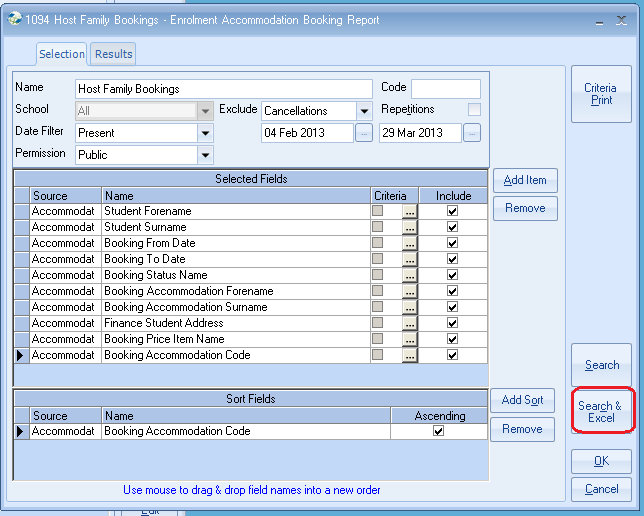 1094 Host Family Bookings - Enrolment Accommodation Booking Report
Selection Results
Name Host Family Bookings Code
School All Exclude Cancellations Repetitions
Date Filter Present 04 Feb 2013 ... 29 Mar 2013 ...
Permission Public
Criteria
Print
Selected Fields
Source Name Criteria Include
Accommodat Student Forename ...
Accommodat Student Surname ...
Accommodat Booking From Date ...
Accommodat Booking To Date ...
Accommodat Booking Status Name ...
Accommodat Booking Accommodation Forename ...
Accommodat Booking Accommodation Surname ...
Accommodat Finance Student Address ...
Accommodat Booking Price Item Name ...
Accommodat Booking Accommodation Code ...
Add Item
Remove
Search
Sort Fields
Source Name Ascending
Accommodat Booking Accommodation Code
Add Sort
Remove
Search &
Excel
OK
Cancel
Use mouse to drag & drop field names into a new order